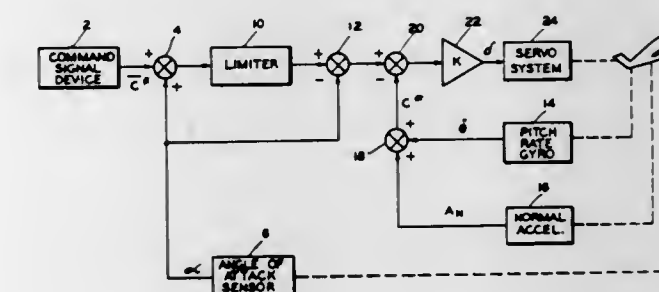 2
4
10
12
20
22
24
COMMAND
SIGNAL
DEVICE
+
+
LIMITER
+
−
+
−
K
SERVO
SYSTEM
14
+
18
+
PITCH
RATE
GYRO
16
A N
NORMAL
ACCEL.
6
α
ANGLE OF
ATTACK
SENSOR